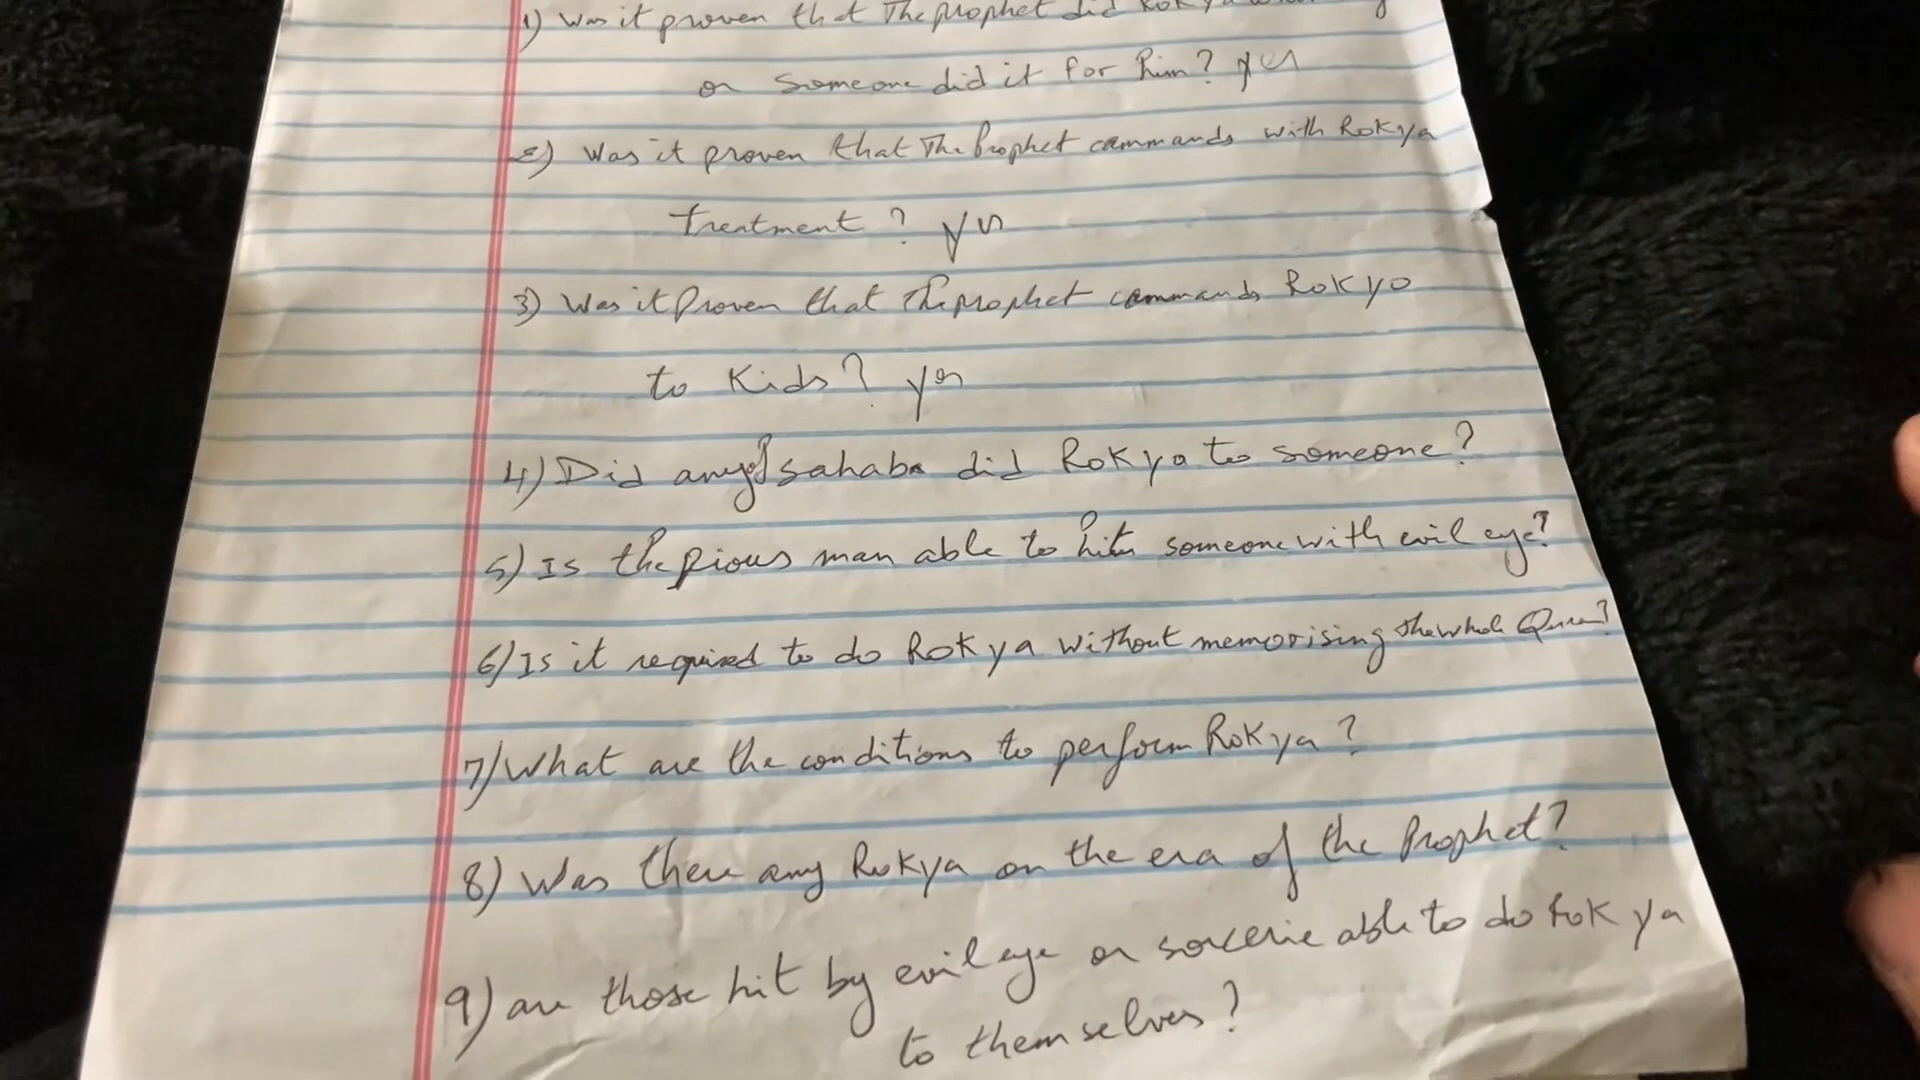 1) Was it proven that The prophet did Rokya
or someone did it for him? yes
2) Was it proven that The Prophet commands with Rokya
treatment? yes
3) Was it Proven that The prophet commands Rokya
to Kids? yes
4) Did any of sahaba did Rokya to someone?
5) Is the pious man able to hit someone with evil eye?
6) Is it required to do Rokya without memorising the whole Quran?
7) What are the conditions to perform Rokya?
8) Was there any Rokya on the era of the Prophet?
9) are those hit by evil eye or sorcerie able to do Rokya
to themselves?